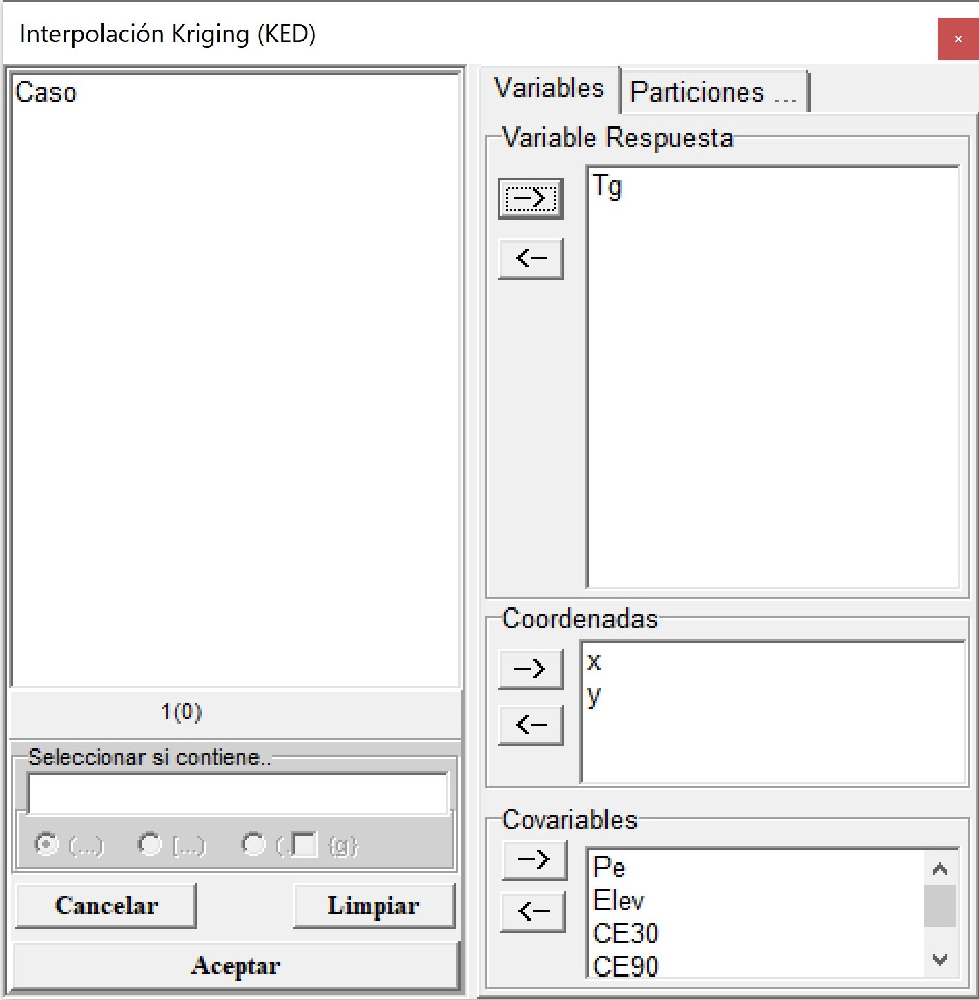 Interpolación Kriging (KED)
x
Caso
1(0)
Seleccionar si contiene..
(...) [...) (. {g}
Cancelar Limpiar
Aceptar
Variables Particiones ...
Variable Respuesta
-->
Tg
<--
Coordenadas
-->
x
y
<--
Covariables
-->
Pe
Elev
<--
CE30
CE90